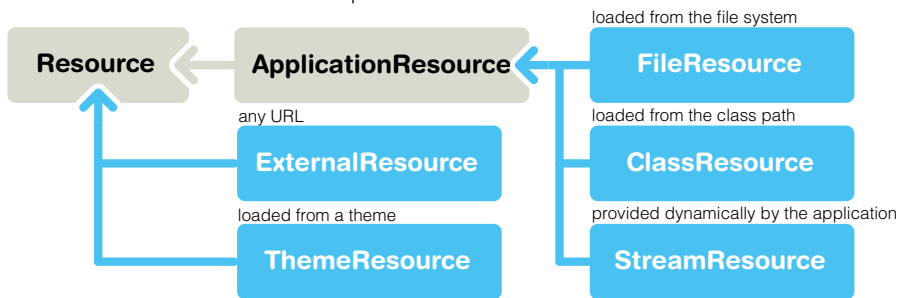 loaded from the file system
Resource
ApplicationResource
FileResource
any URL
loaded from the class path
ExternalResource
ClassResource
loaded from a theme
provided dynamically by the application
ThemeResource
StreamResource